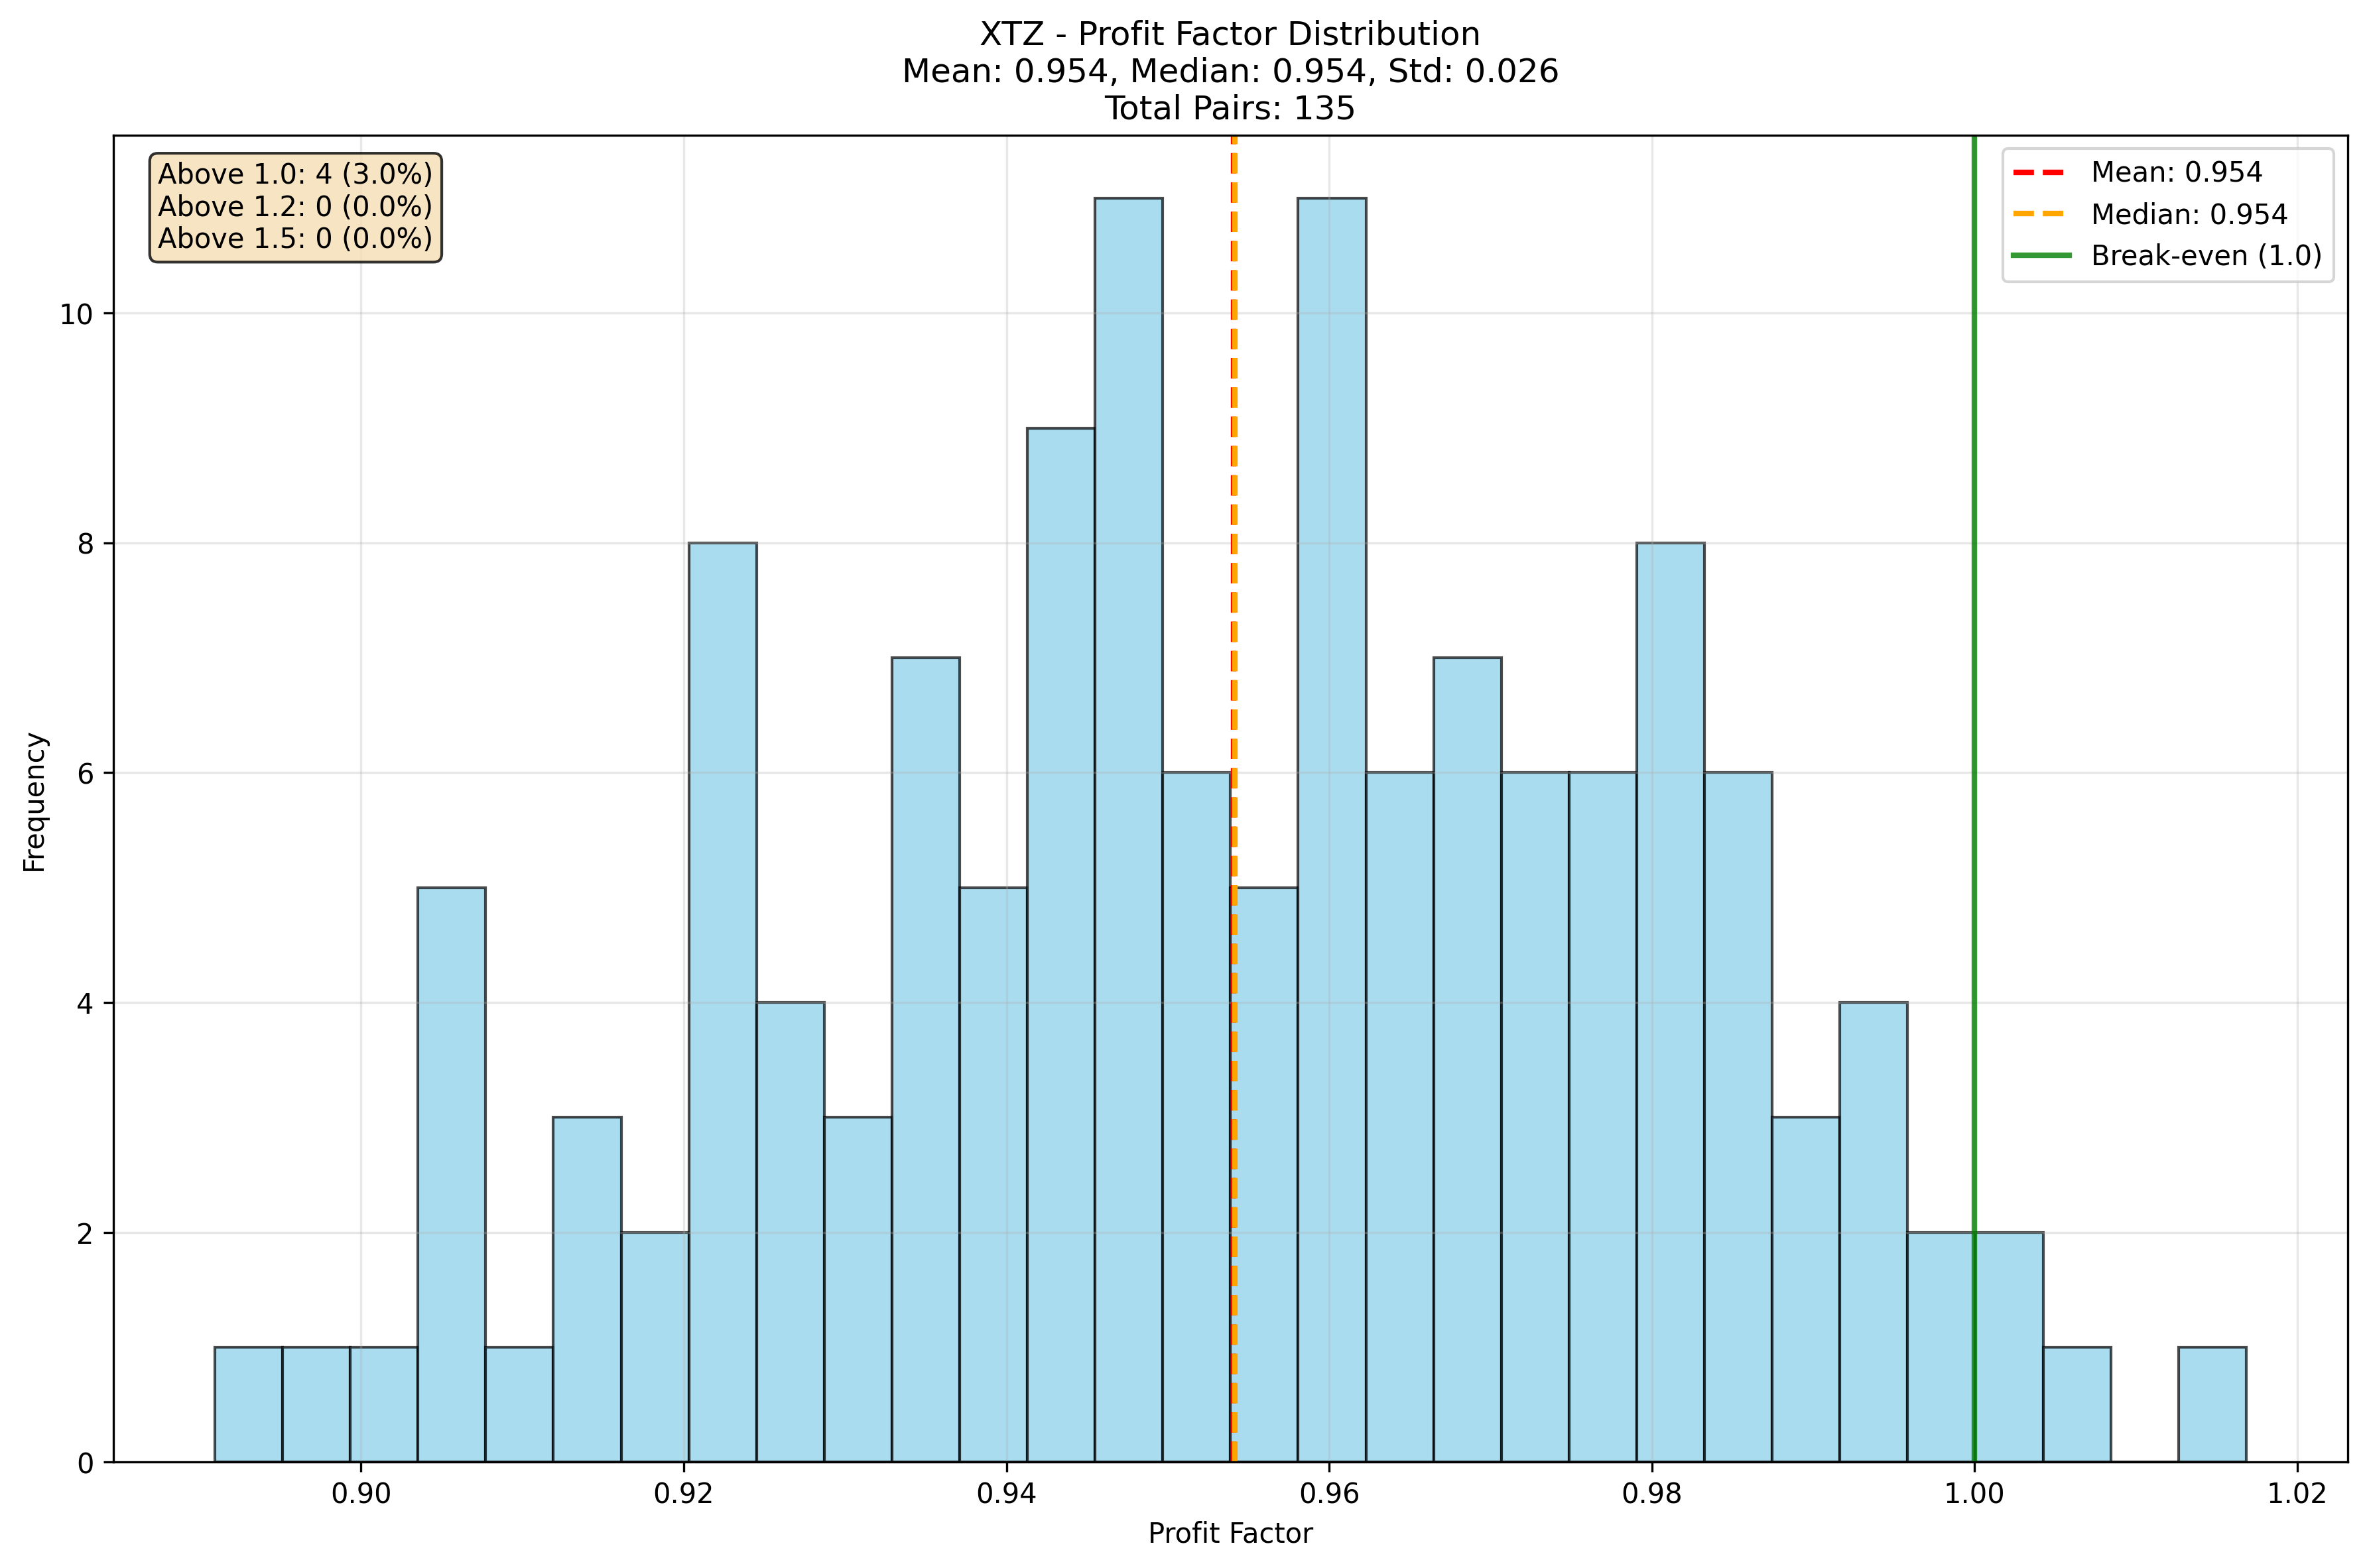 XTZ - Profit Factor Distribution
Mean: 0.954, Median: 0.954, Std: 0.026
Total Pairs: 135
Above 1.0: 4 (3.0%)
Above 1.2: 0 (0.0%)
Above 1.5: 0 (0.0%)
Mean: 0.954
Median: 0.954
Break-even (1.0)
Frequency
10
8
6
4
2
0
0.90 0.92 0.94 0.96 0.98 1.00 1.02
Profit Factor